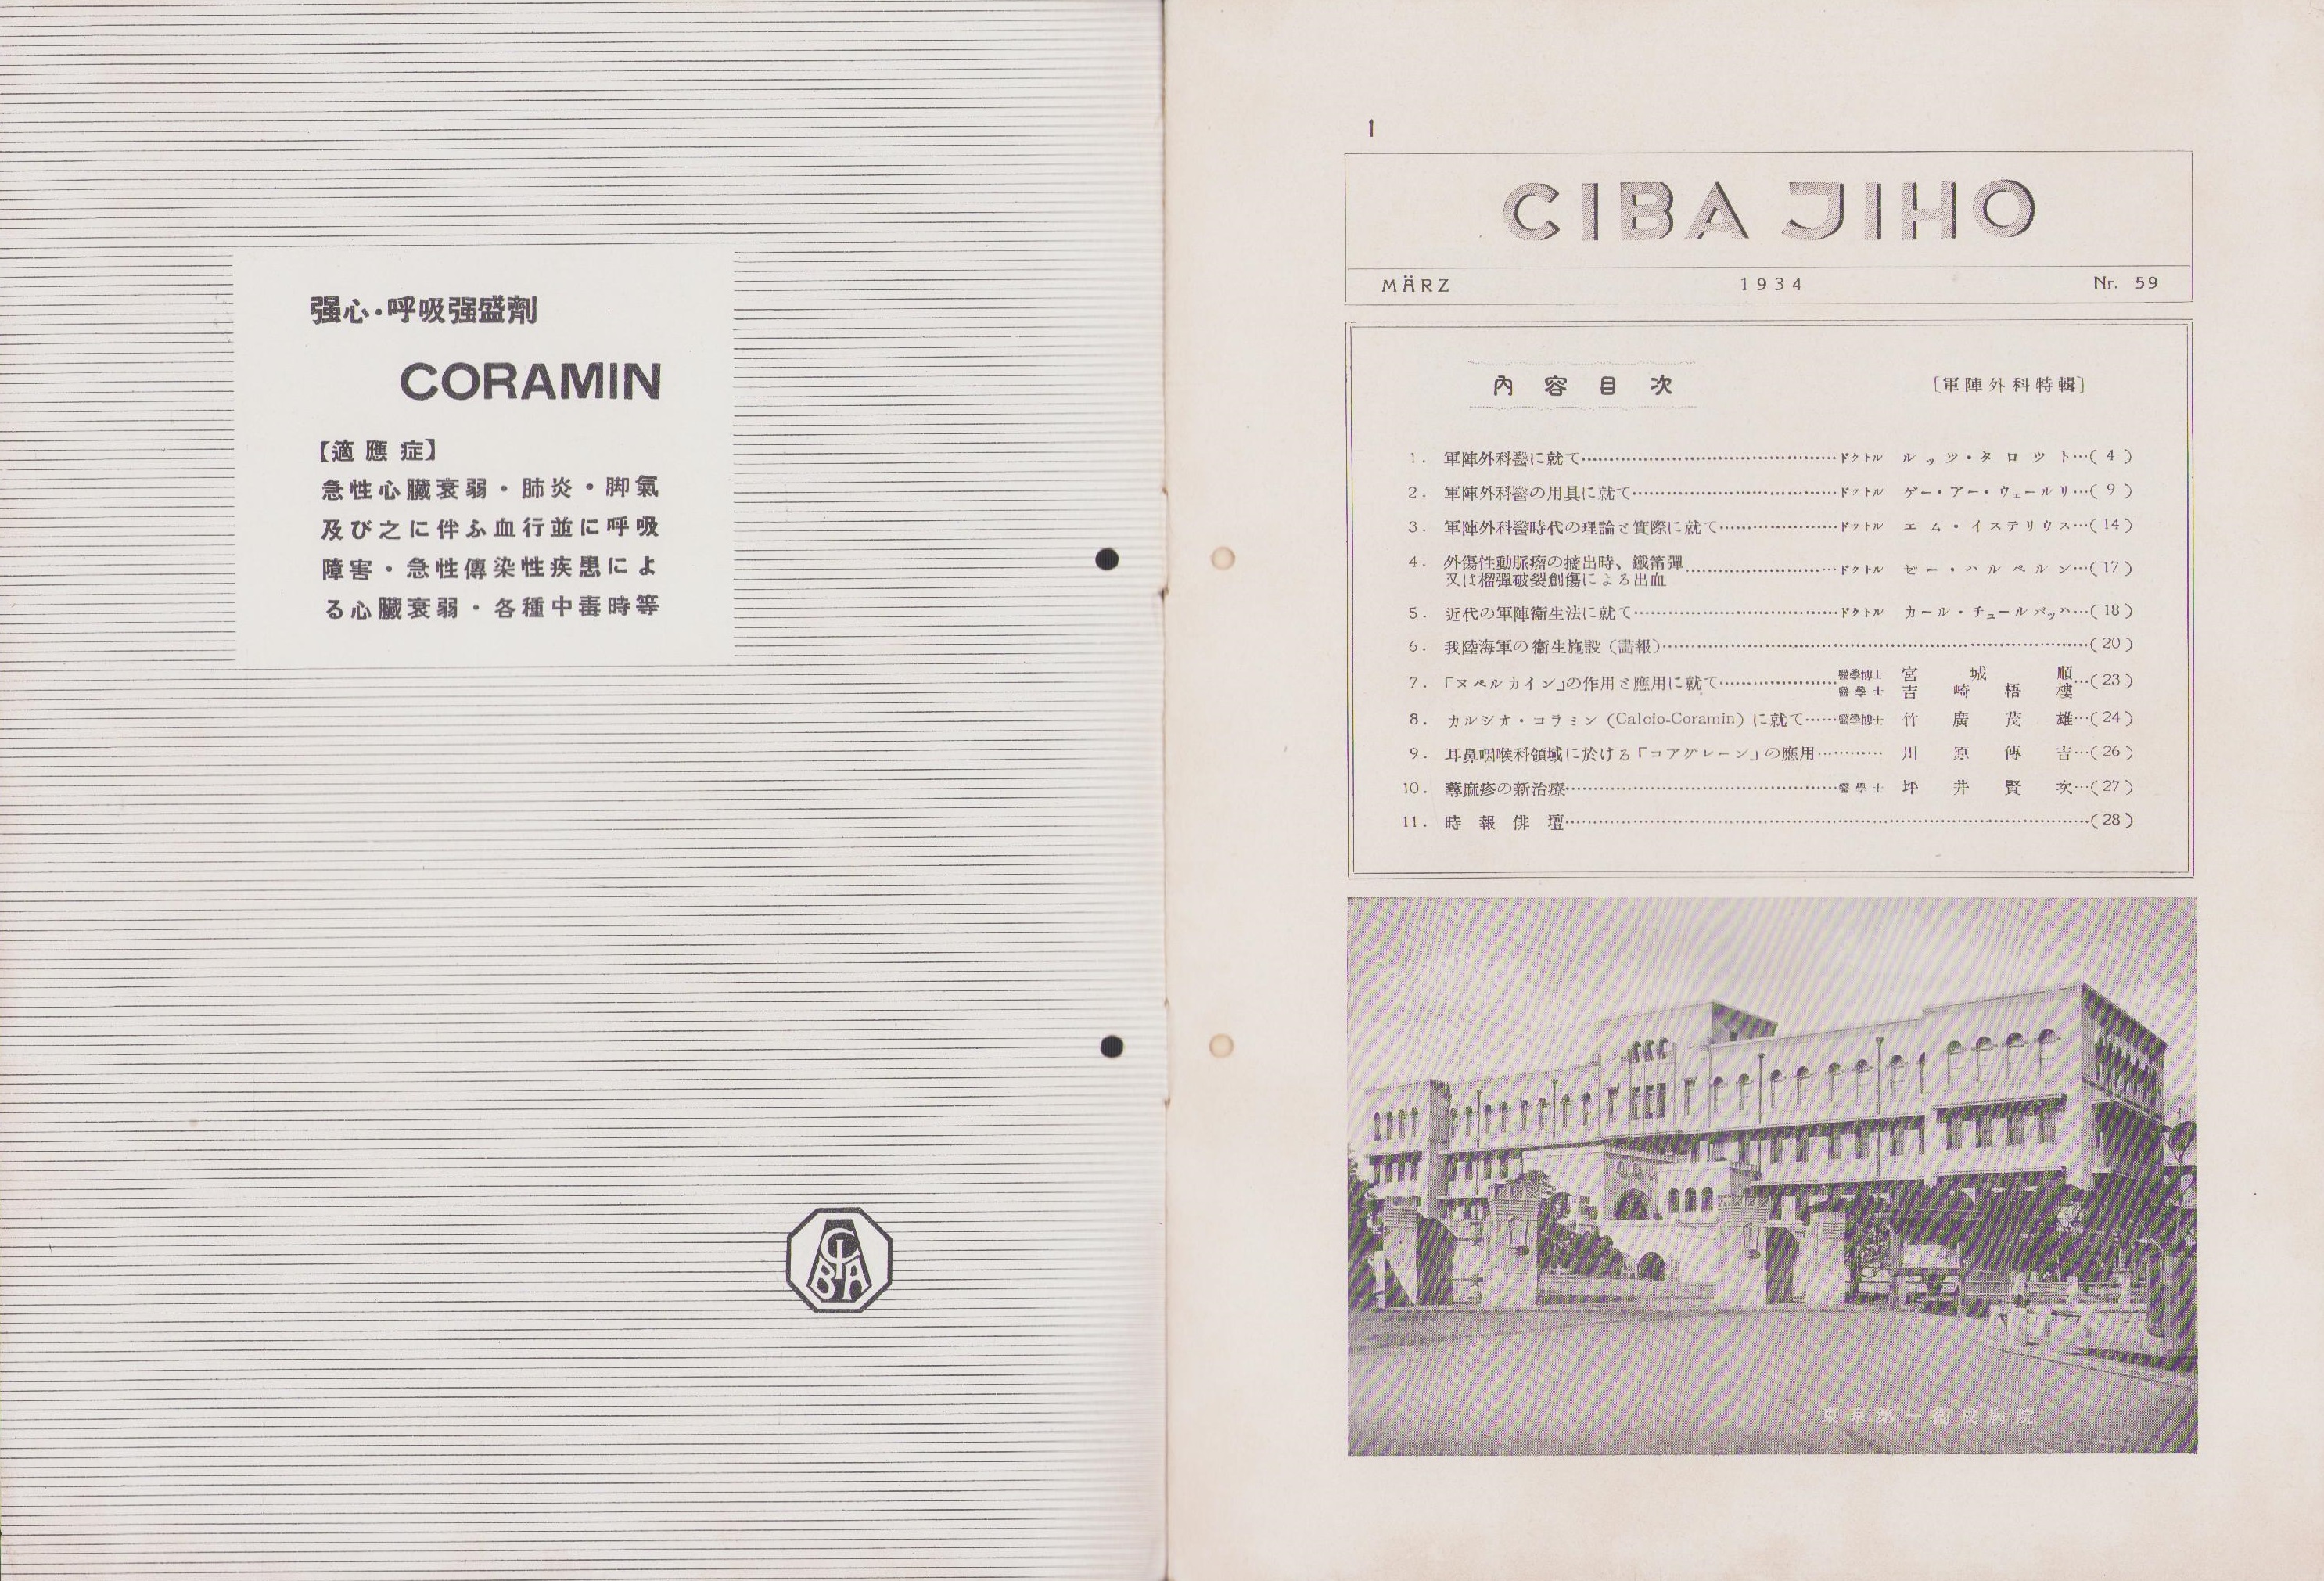 强心・呼吸强盛劑
CORAMIN
【適應症】
急性心臟衰弱・肺炎・脚氣
及び之に伴ふ血行並に呼吸
障害・急性傳染性疾患によ
る心臟衰弱・各種中毒時等
CIBA
1
CIBA JIHO
MÄRZ 1934 Nr. 59
內容目次 〔軍陣外科特輯〕
1. 軍陣外科醫に就て……ドクトル ルッツ・タロツト…(4)
2. 軍陣外科醫の用具に就て……ドクトル ゲー・アー・ウェールリ…(9)
3. 軍陣外科醫時代の理論と實際に就て……ドクトル エム・イステリウス…(14)
4. 外傷性動脈瘤の摘出時、鐵箒彈
又は榴彈破裂創傷による出血……ドクトル ゼー・ハルペルン…(17)
5. 近代の軍陣衞生法に就て……ドクトル カール・チュールバッハ…(18)
6. 我陸海軍の衞生施設（畵報）……(20)
7. 「ヌペルカイン」の作用と應用に就て……醫學博士 宮城順
醫學士 吉崎梧樓…(23)
8. カルシオ・コラミン (Calcio-Coramin) に就て……醫學博士 竹廣茂雄…(24)
9. 耳鼻咽喉科領域に於ける「コアグレーン」の應用…… 川原傳吉…(26)
10. 蕁麻疹の新治療……醫學士 坪井賢次…(27)
11. 時報俳壇……(28)
東京第一衞戍病院